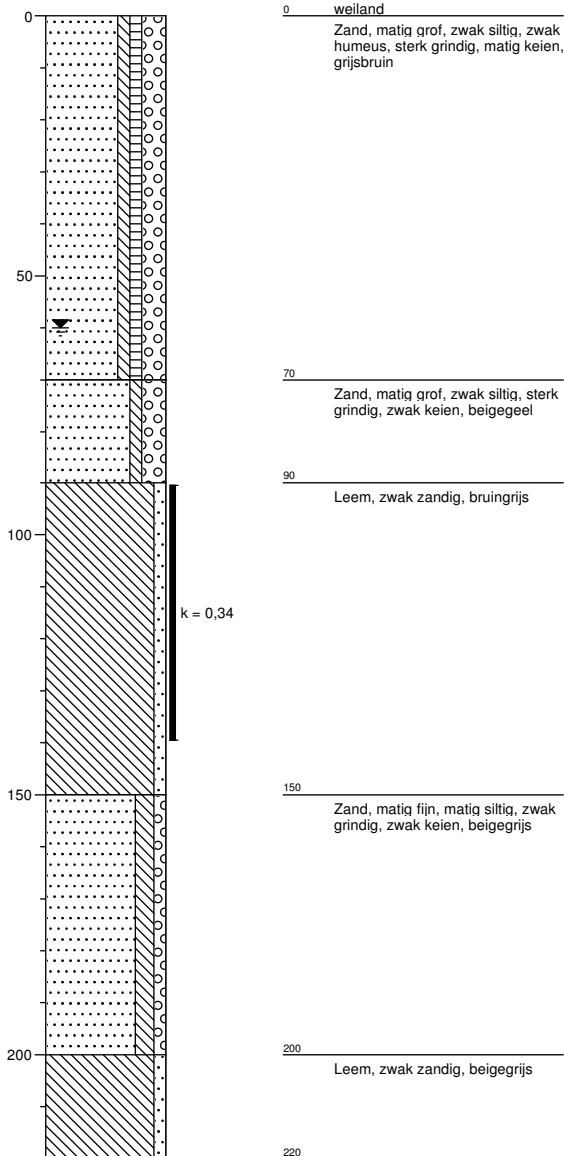 0
50
100
150
200
k = 0,34
0
weiland
Zand, matig grof, zwak siltig, zwak
humeus, sterk grindig, matig keien,
grijsbruin
70
Zand, matig grof, zwak siltig, sterk
grindig, zwak keien, beigegeel
90
Leem, zwak zandig, bruingrijs
150
Zand, matig fijn, matig siltig, zwak
grindig, zwak keien, beigegrijs
200
Leem, zwak zandig, beigegrijs
220